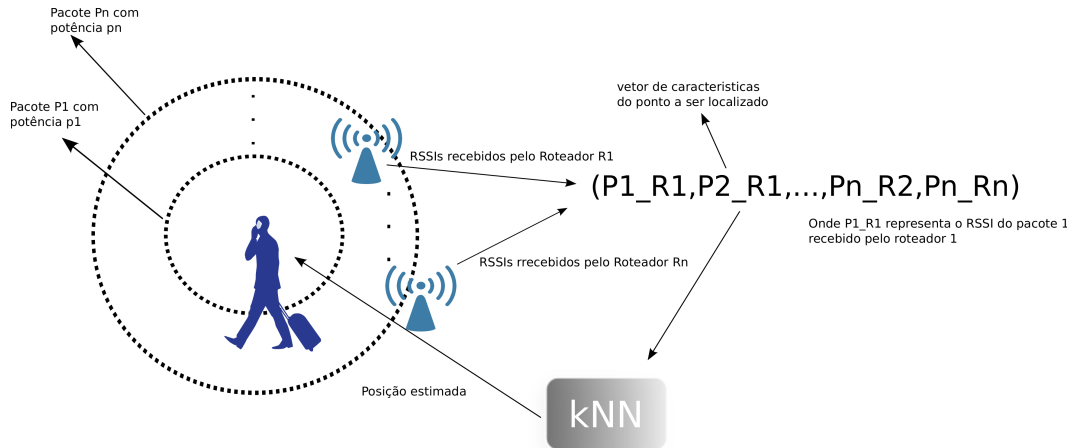 Pacote Pn com
potência pn
Pacote P1 com
potência p1
vetor de caracteristicas
do ponto a ser localizado
RSSIs recebidos pelo Roteador R1
(P1_R1,P2_R1,...,Pn_R2,Pn_Rn)
Onde P1_R1 representa o RSSI do pacote 1
recebido pelo roteador 1
RSSIs rrecebidos pelo Roteador Rn
Posição estimada
kNN